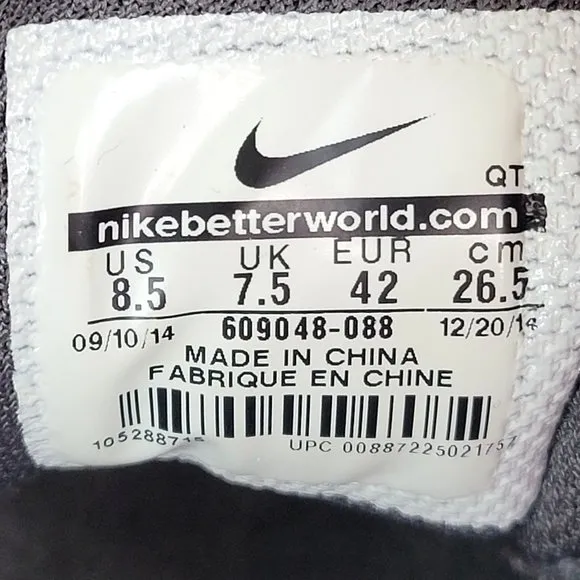 QT
nikebetterworld.com
US UK EUR cm
8.5 7.5 42 26.5
09/10/14 609048-088 12/20/14
MADE IN CHINA
FABRIQUE EN CHINE
UPC 00887225021757